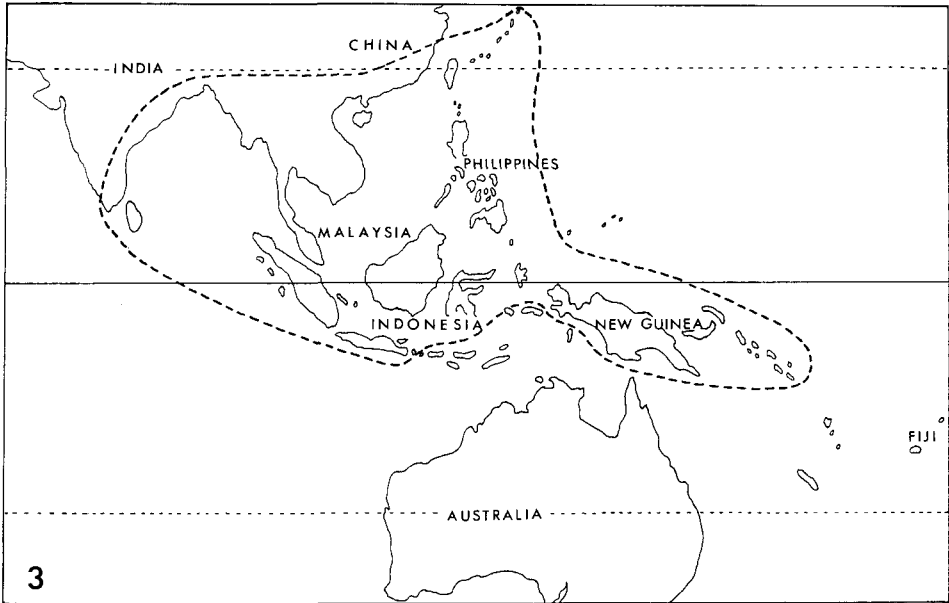 CHINA
INDIA
PHILIPPINES
MALAYSIA
INDONESIA
NEW GUINEA
FIJI
AUSTRALIA
3